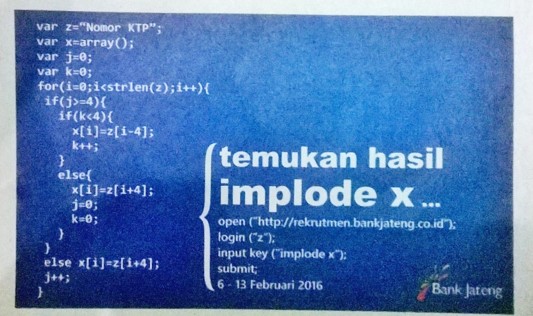 var z="Nomor KTP";
var x=array();
var j=0;
var k=0;
for(i=0;i<strlen(z);i++){
if(j>=4){
if(k<4){
x[i]=z[i-4];
k++;
}
else{
x[i]=z[i+4];
j=0;
k=0;
}
}
else x[i]=z[i+4];
j++;
}
temukan hasil
implode x ...
open ("http://rekrutmen.bankjateng.co.id");
login ("z");
input key ("implode x");
submit;
6 - 13 Februari 2016
Bank Jateng